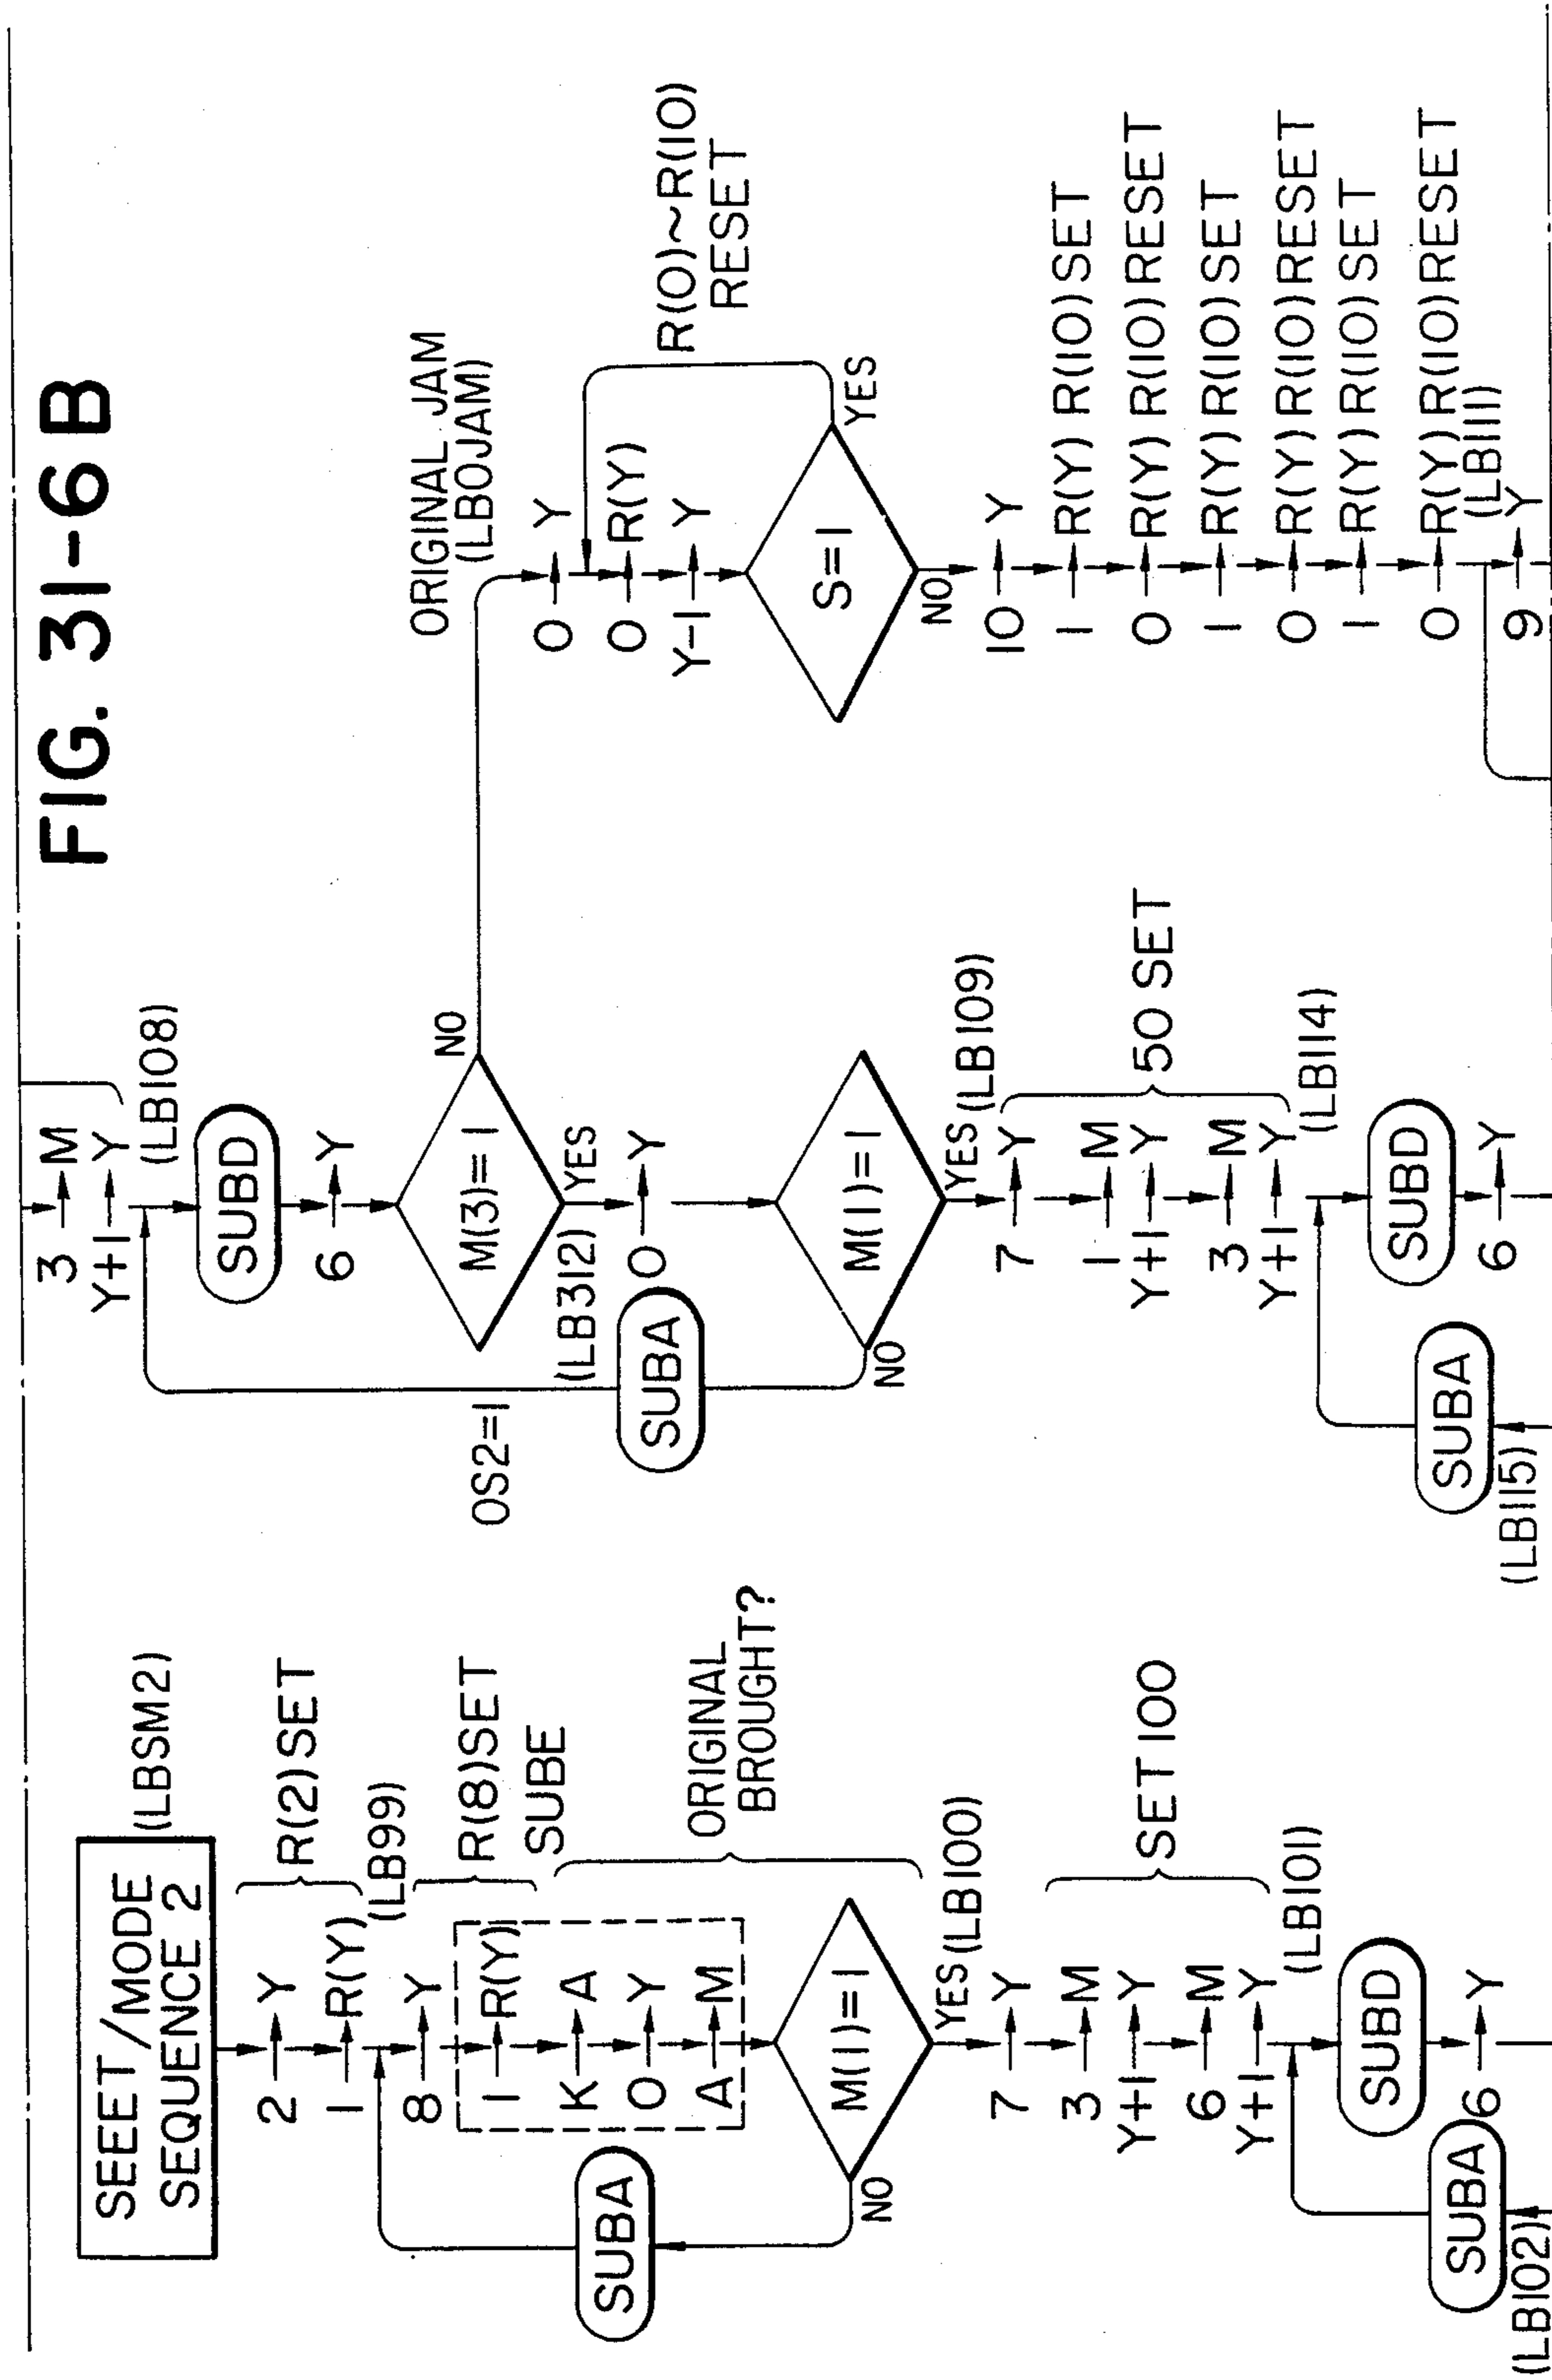 FIG. 31-6B
SEEET/MODE
SEQUENCE 2
(LBSM2)
2→Y
1→R(Y)
R(2)SET
(LB99)
8→Y
1→R(Y)
R(8)SET
SUBE
K→A
0→Y
A→M
ORIGINAL
BROUGHT?
SUBA
M(1)=1
NO
YES
(LB100)
7→Y
3→M
Y+1→Y
6→M
Y+1→Y
SET 100
(LB101)
SUBD
SUBA
6→Y
(LB102)
3→M
Y+1→Y
(LB108)
SUBD
6→Y
M(3)=1
NO
YES
OS2=1
(LB312)
SUBA
0→Y
M(1)=1
NO
YES
(LB109)
7→Y
1→M
Y+1→Y
3→M
Y+1→Y
50 SET
(LB114)
SUBD
SUBA
6→Y
(LB115)
ORIGINAL JAM
(LBOJAM)
0→Y
0→R(Y)
Y-1→Y
R(0)~R(10)
RESET
S=1
YES
NO
10→Y
1→R(Y) R(10)SET
0→R(Y) R(10)RESET
1→R(Y) R(10)SET
0→R(Y) R(10)RESET
1→R(Y) R(10)SET
0→R(Y) R(10)RESET
(LB111)
9→Y